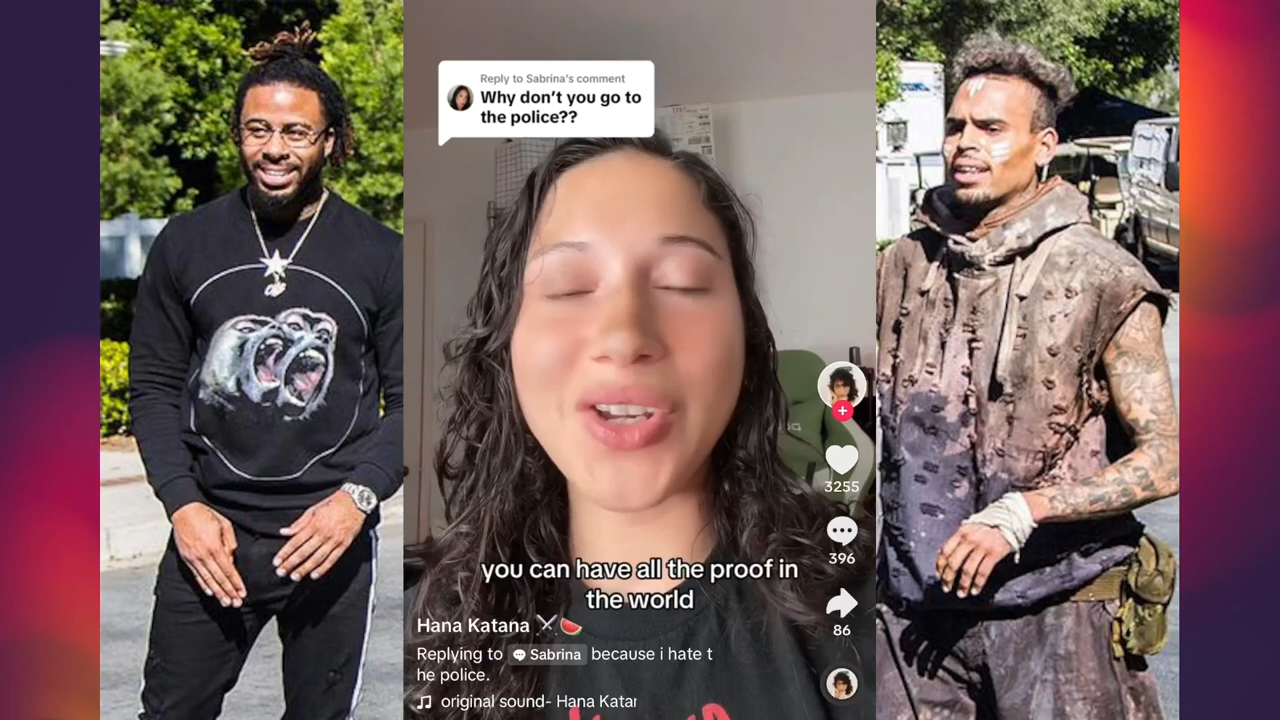 Reply to Sabrina's comment
Why don't you go to
the police??
3255
396
86
you can have all the proof in
the world
Hana Katana ⚔️🍉
Replying to 💬 Sabrina because i hate t
he police.
original sound- Hana Katar